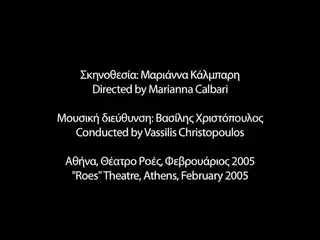 Σκηνοθεσία: Μαριάννα Κάλμπαρη
Directed by Marianna Calbari
Μουσική διεύθυνση: Βασίλης Χριστόπουλος
Conducted by Vassilis Christopoulos
Αθήνα, Θέατρο Ροές, Φεβρουάριος 2005
"Roes" Theatre, Athens, February 2005